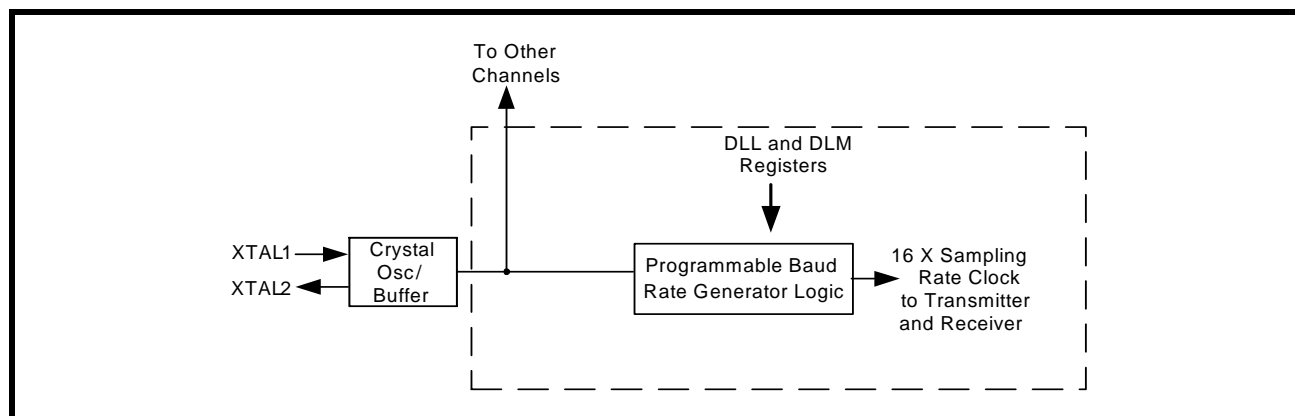 To Other
Channels
DLL and DLM
Registers
XTAL1
XTAL2
Crystal
Osc/
Buffer
Programmable Baud
Rate Generator Logic
16 X Sampling
Rate Clock
to Transmitter
and Receiver